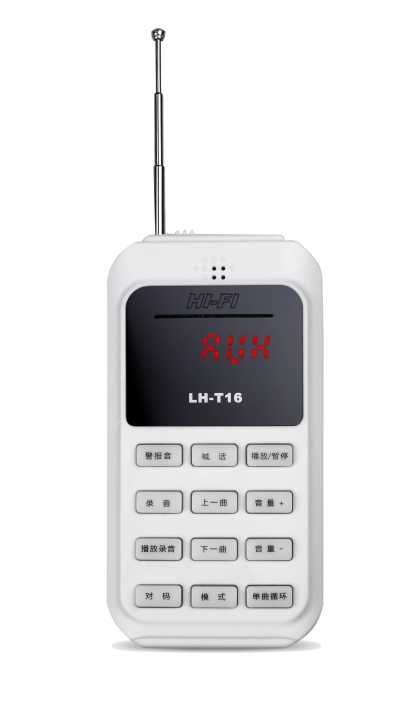 HI-FI
AUX
LH-T16
警报音 喊 话 播放/暂停
录 音 上一曲 音 量 +
播放录音 下一曲 音 量 -
对 码 模 式 单曲循环